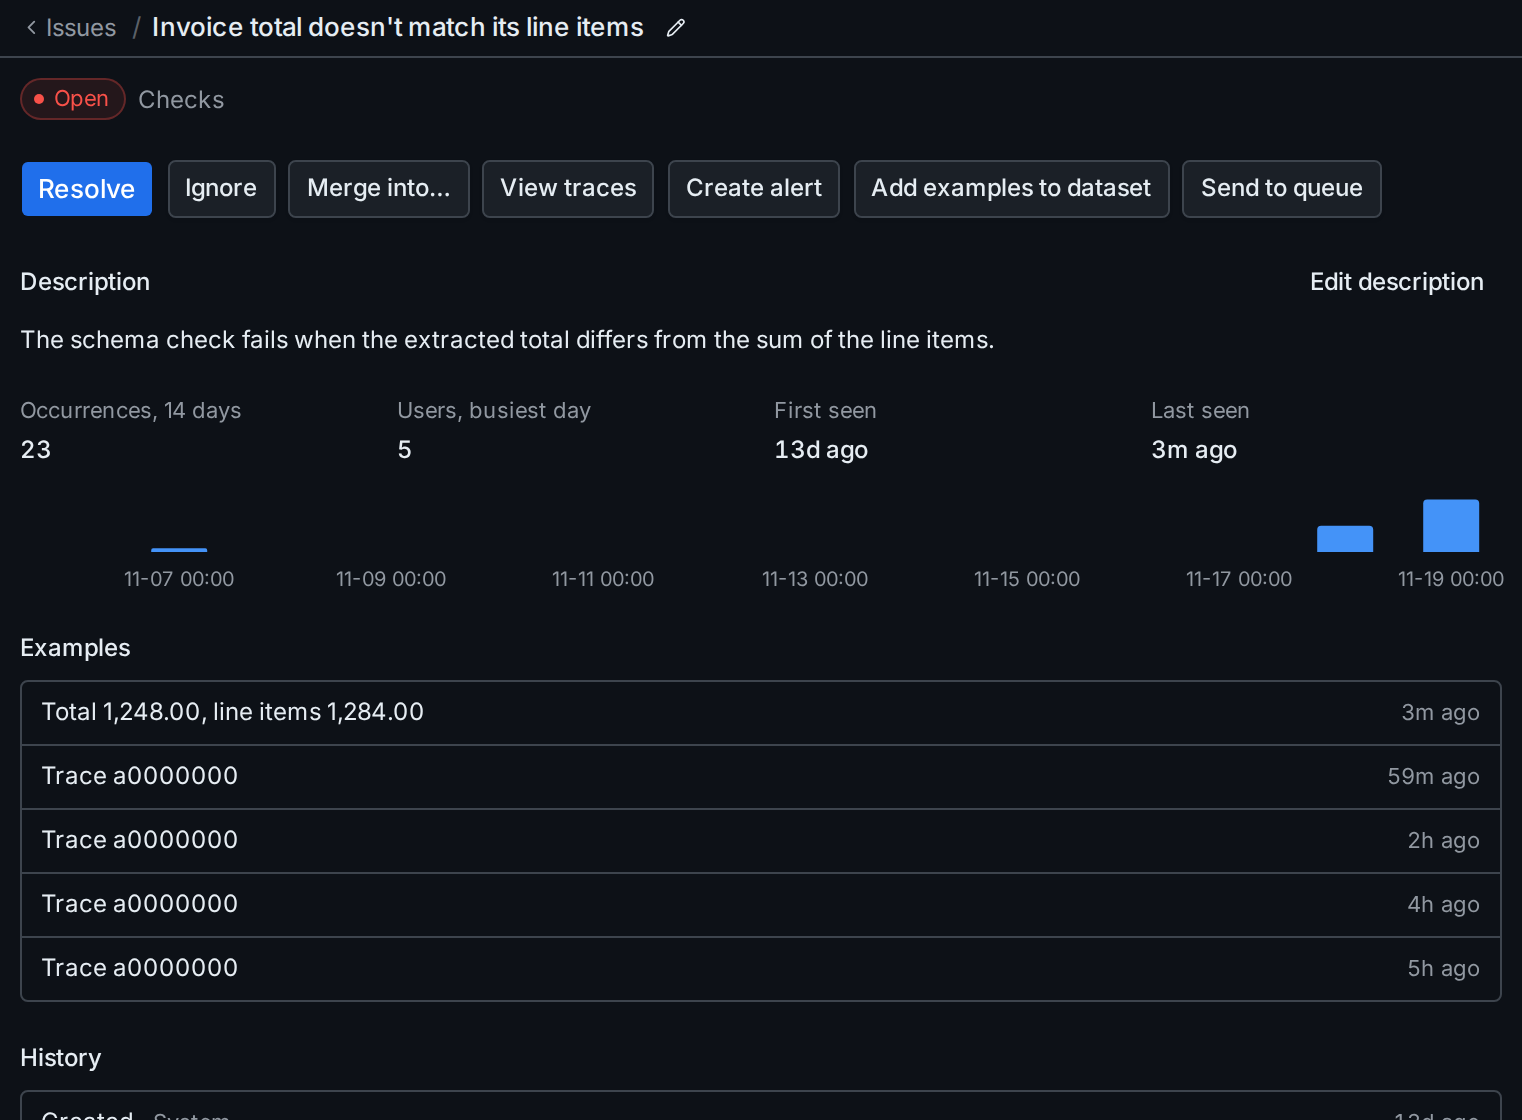 Issues / Invoice total doesn't match its line items
Open Checks
Resolve Ignore Merge into... View traces Create alert Add examples to dataset Send to queue
Description Edit description
The schema check fails when the extracted total differs from the sum of the line items.
Occurrences, 14 days Users, busiest day First seen Last seen
23 5 13d ago 3m ago
11-07 00:00 11-09 00:00 11-11 00:00 11-13 00:00 11-15 00:00 11-17 00:00 11-19 00:00
Examples
Total 1,248.00, line items 1,284.00 3m ago
Trace a0000000 59m ago
Trace a0000000 2h ago
Trace a0000000 4h ago
Trace a0000000 5h ago
History
Created System 13d ago